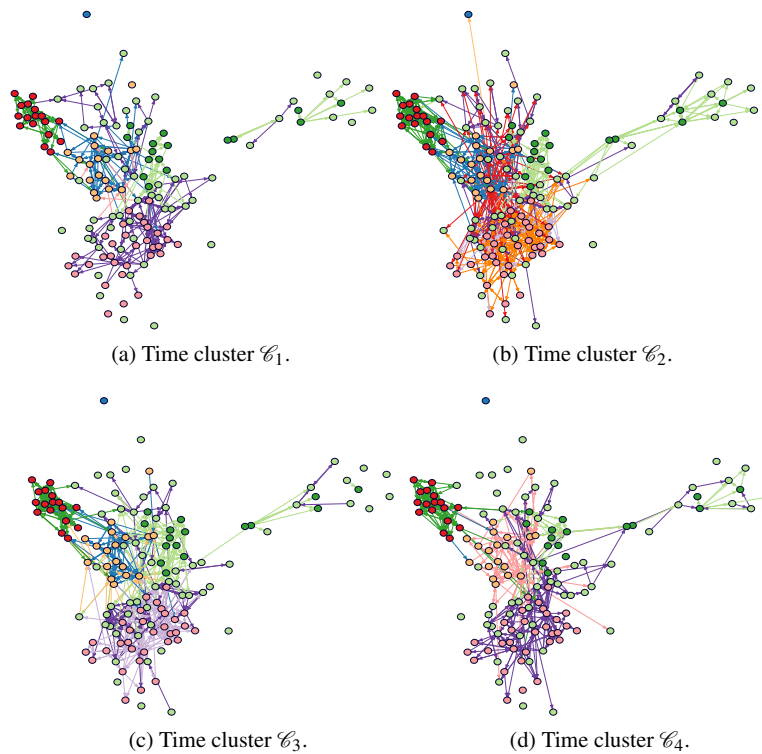 (a) Time cluster 𝒞₁.
(b) Time cluster 𝒞₂.
(c) Time cluster 𝒞₃.
(d) Time cluster 𝒞₄.